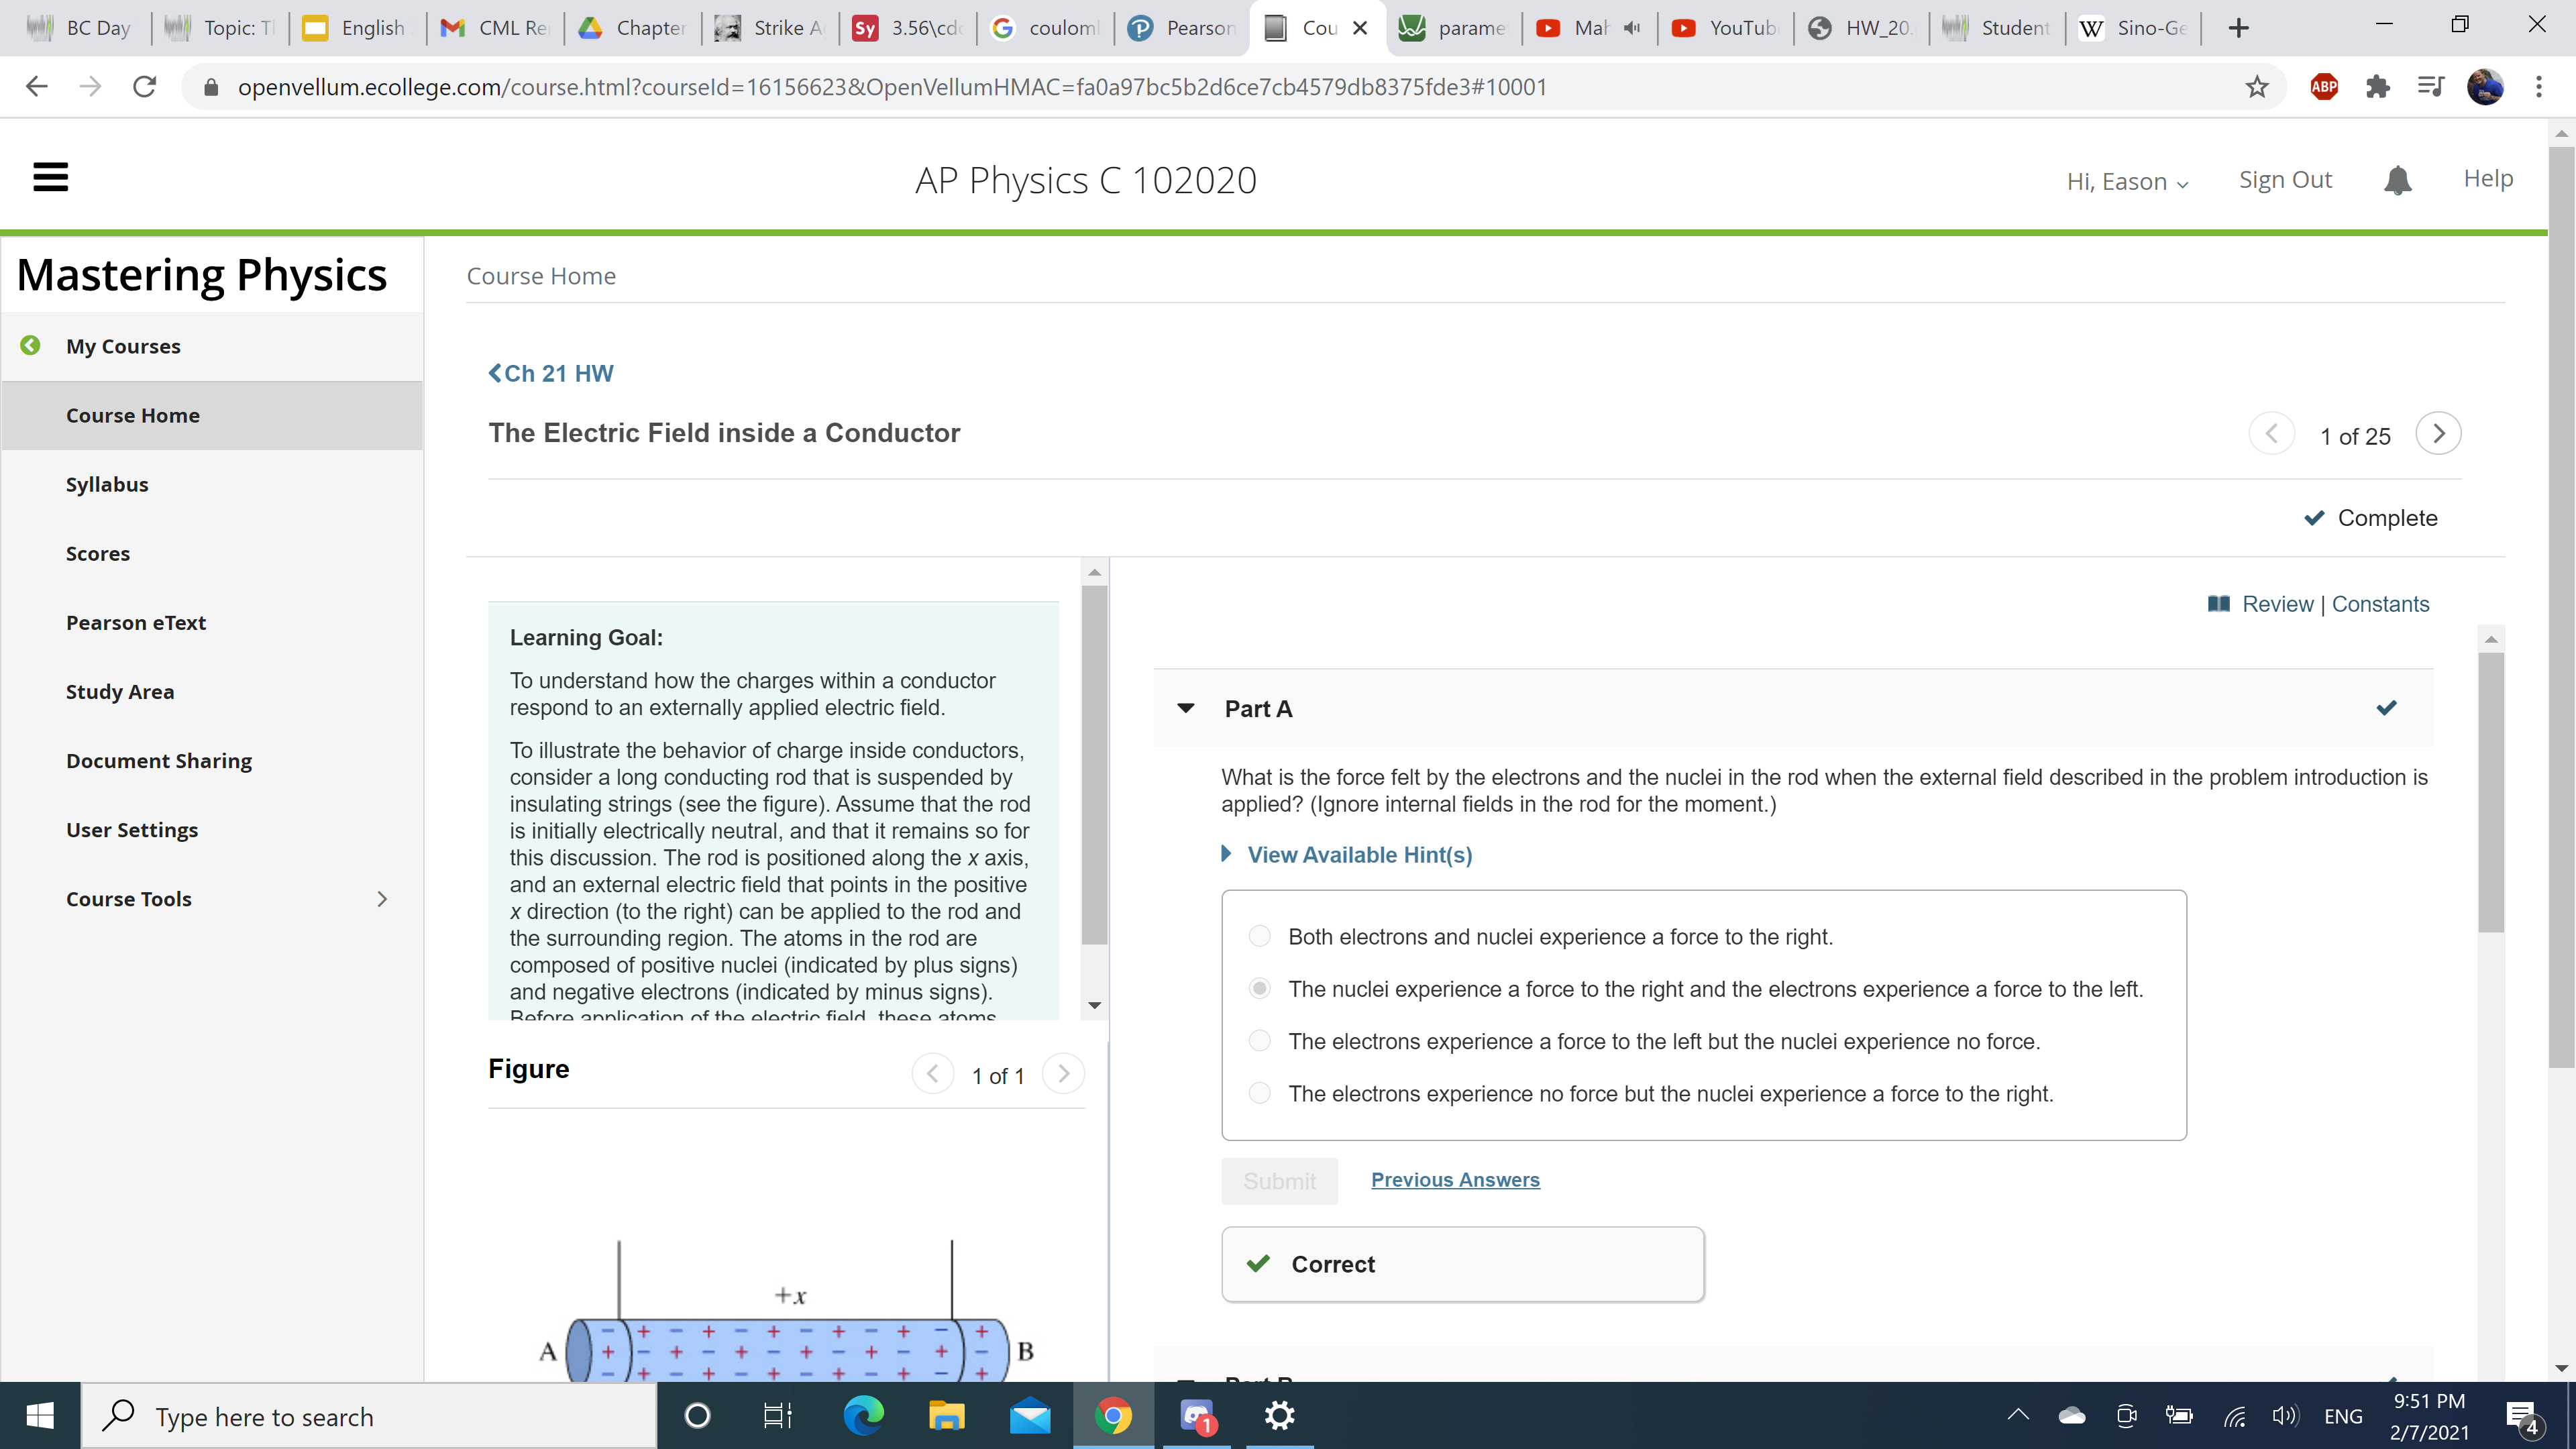 BC Day
Topic: T
English
CML Re
Chapter
Strike A
Sy 3.56\cd
coulom
Pearson
Cou
parame
Mah
YouTub
HW_20.
Student
W Sino-Ge
openvellum.ecollege.com/course.html?courseId=16156623&OpenVellumHMAC=fa0a97bc5b2d6ce7cb4579db8375fde3#10001
ABP
AP Physics C 102020
Hi, Eason
Sign Out
Help
Mastering Physics
My Courses
Course Home
Syllabus
Scores
Pearson eText
Study Area
Document Sharing
User Settings
Course Tools
Course Home
Ch 21 HW
The Electric Field inside a Conductor
1 of 25
Complete
Learning Goal:
To understand how the charges within a conductor
respond to an externally applied electric field.
To illustrate the behavior of charge inside conductors,
consider a long conducting rod that is suspended by
insulating strings (see the figure). Assume that the rod
is initially electrically neutral, and that it remains so for
this discussion. The rod is positioned along the x axis,
and an external electric field that points in the positive
x direction (to the right) can be applied to the rod and
the surrounding region. The atoms in the rod are
composed of positive nuclei (indicated by plus signs)
and negative electrons (indicated by minus signs).
Before application of the electric field, these atoms
Figure
1 of 1
+x
A
B
Review | Constants
Part A
What is the force felt by the electrons and the nuclei in the rod when the external field described in the problem introduction is
applied? (Ignore internal fields in the rod for the moment.)
View Available Hint(s)
Both electrons and nuclei experience a force to the right.
The nuclei experience a force to the right and the electrons experience a force to the left.
The electrons experience a force to the left but the nuclei experience no force.
The electrons experience no force but the nuclei experience a force to the right.
Submit
Previous Answers
Correct
Part B
Type here to search
1
ENG
9:51 PM
2/7/2021
4